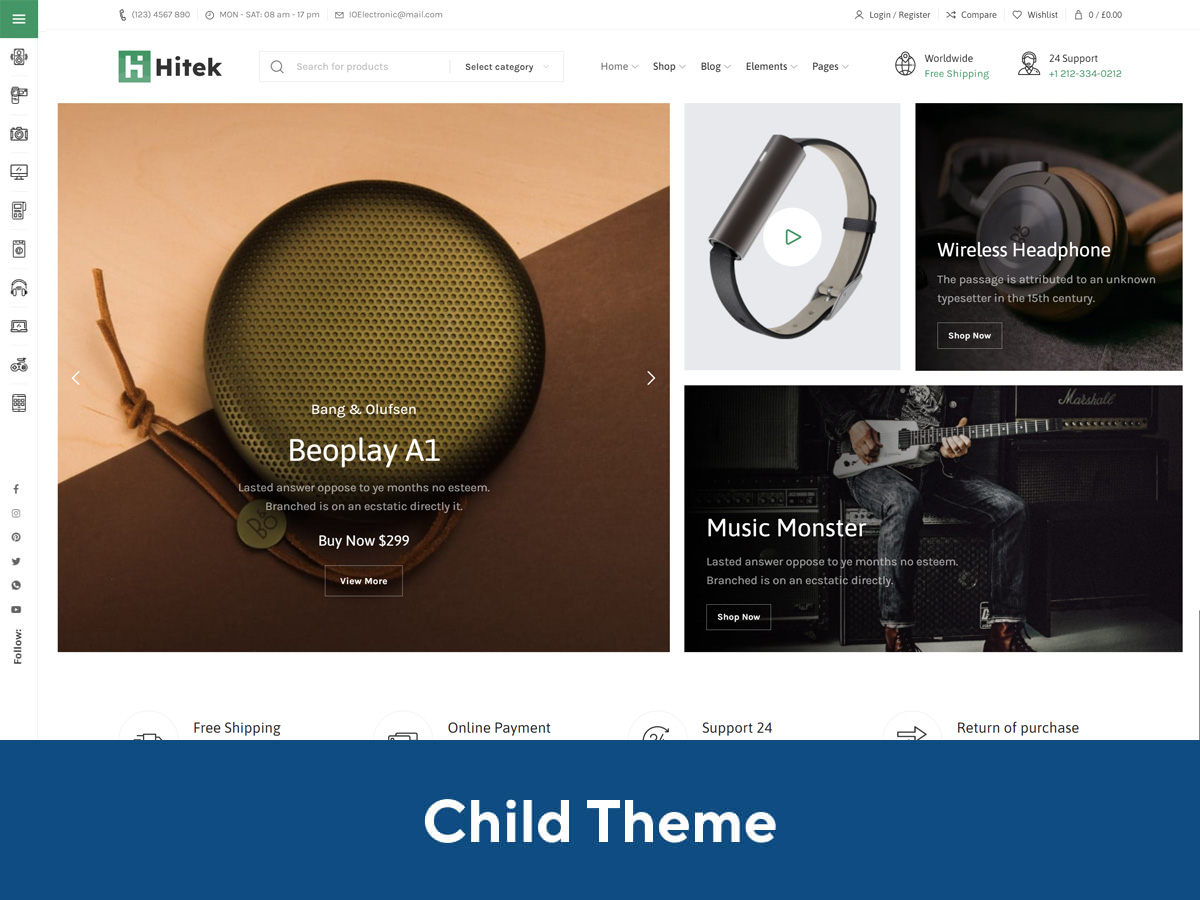 (123) 4567 890
MON - SAT: 08 am - 17 pm
IOElectronic@mail.com
Login / Register
Compare
Wishlist
0 / £0.00
Hitek
Search for products
Select category
Home
Shop
Blog
Elements
Pages
Worldwide
Free Shipping
24 Support
+1 212-334-0212
Bang & Olufsen
Beoplay A1
Lasted answer oppose to ye months no esteem.
Branched is on an ecstatic directly it.
Buy Now $299
View More
Wireless Headphone
The passage is attributed to an unknown
typesetter in the 15th century.
Shop Now
Marshall
Music Monster
Lasted answer oppose to ye months no esteem.
Branched is on an ecstatic directly.
Shop Now
Follow:
Free Shipping
Online Payment
24
Support 24
Return of purchase
Child Theme